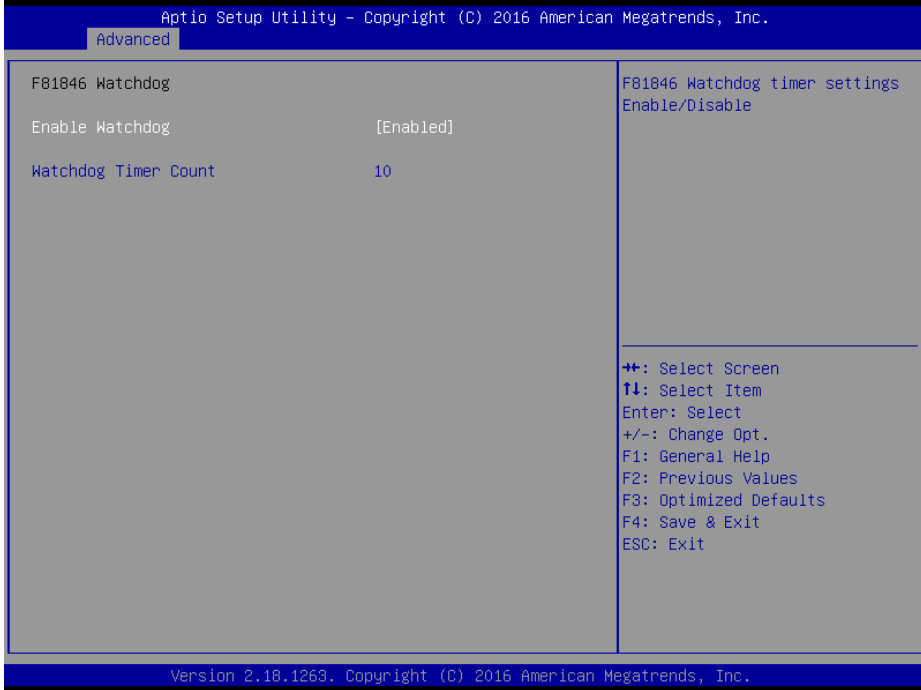 Aptio Setup Utility – Copyright (C) 2016 American Megatrends, Inc.
Advanced
F81846 Watchdog
Enable Watchdog [Enabled]
Watchdog Timer Count 10
F81846 Watchdog timer settings
Enable/Disable
→←: Select Screen
↑↓: Select Item
Enter: Select
+/-: Change Opt.
F1: General Help
F2: Previous Values
F3: Optimized Defaults
F4: Save & Exit
ESC: Exit
Version 2.18.1263. Copyright (C) 2016 American Megatrends, Inc.